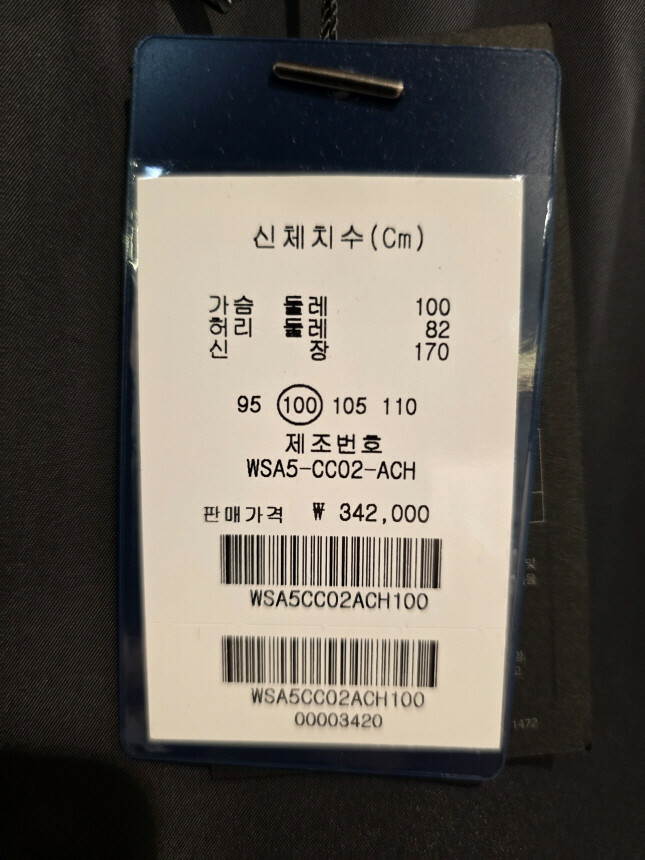 신체치수(Cm)
가슴 둘레 100
허리 둘레 82
신 장 170
95 100 105 110
제조번호
WSA5-CC02-ACH
판매가격 ₩ 342,000
WSA5CC02ACH100
WSA5CC02ACH100
00003420
및
1472